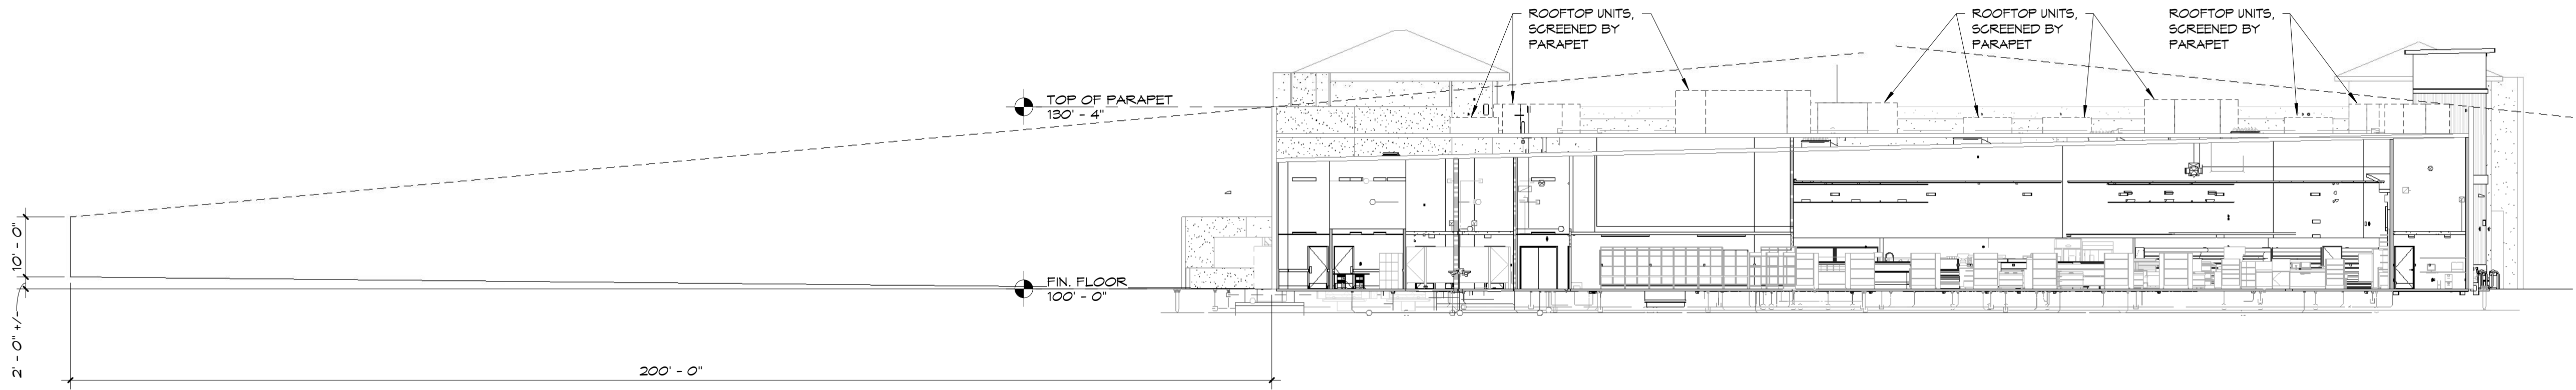 ROOFTOP UNITS,
SCREENED BY
PARAPET
ROOFTOP UNITS,
SCREENED BY
PARAPET
ROOFTOP UNITS,
SCREENED BY
PARAPET
TOP OF PARAPET
130' - 4"
10' - 0"
FIN. FLOOR
100' - 0"
2' - 0" +/-
200' - 0"